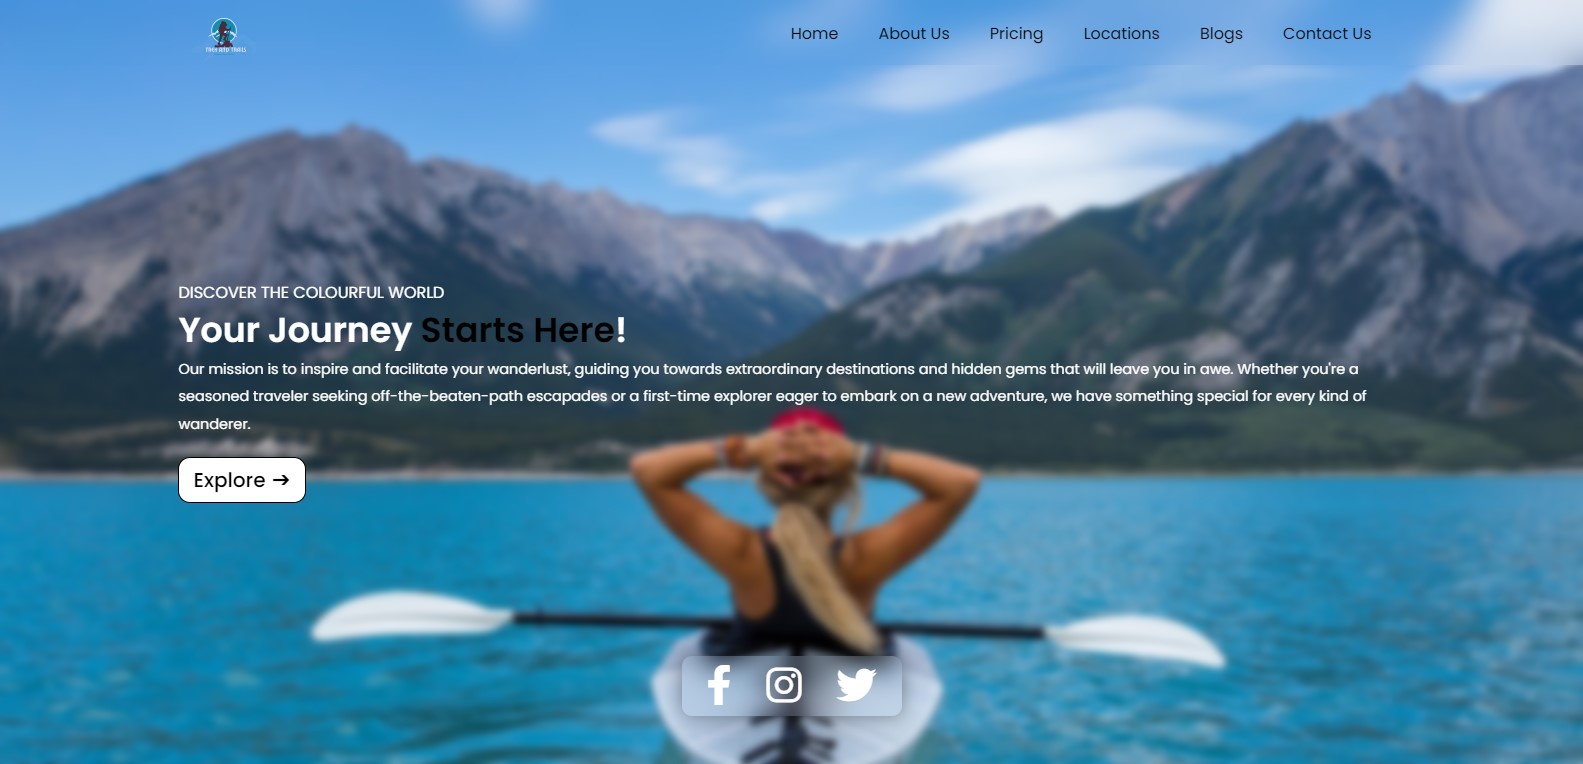 TREK AND TRAILS
Home About Us Pricing Locations Blogs Contact Us
DISCOVER THE COLOURFUL WORLD
Your Journey Starts Here!
Our mission is to inspire and facilitate your wanderlust, guiding you towards extraordinary destinations and hidden gems that will leave you in awe. Whether you're a
seasoned traveler seeking off-the-beaten-path escapades or a first-time explorer eager to embark on a new adventure, we have something special for every kind of
wanderer.
Explore →